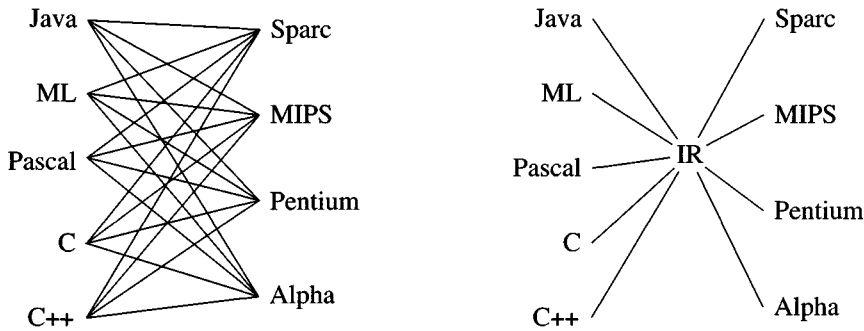 Java
ML
Pascal
C
C++
Sparc
MIPS
Pentium
Alpha
Java
ML
Pascal
C
C++
IR
Sparc
MIPS
Pentium
Alpha